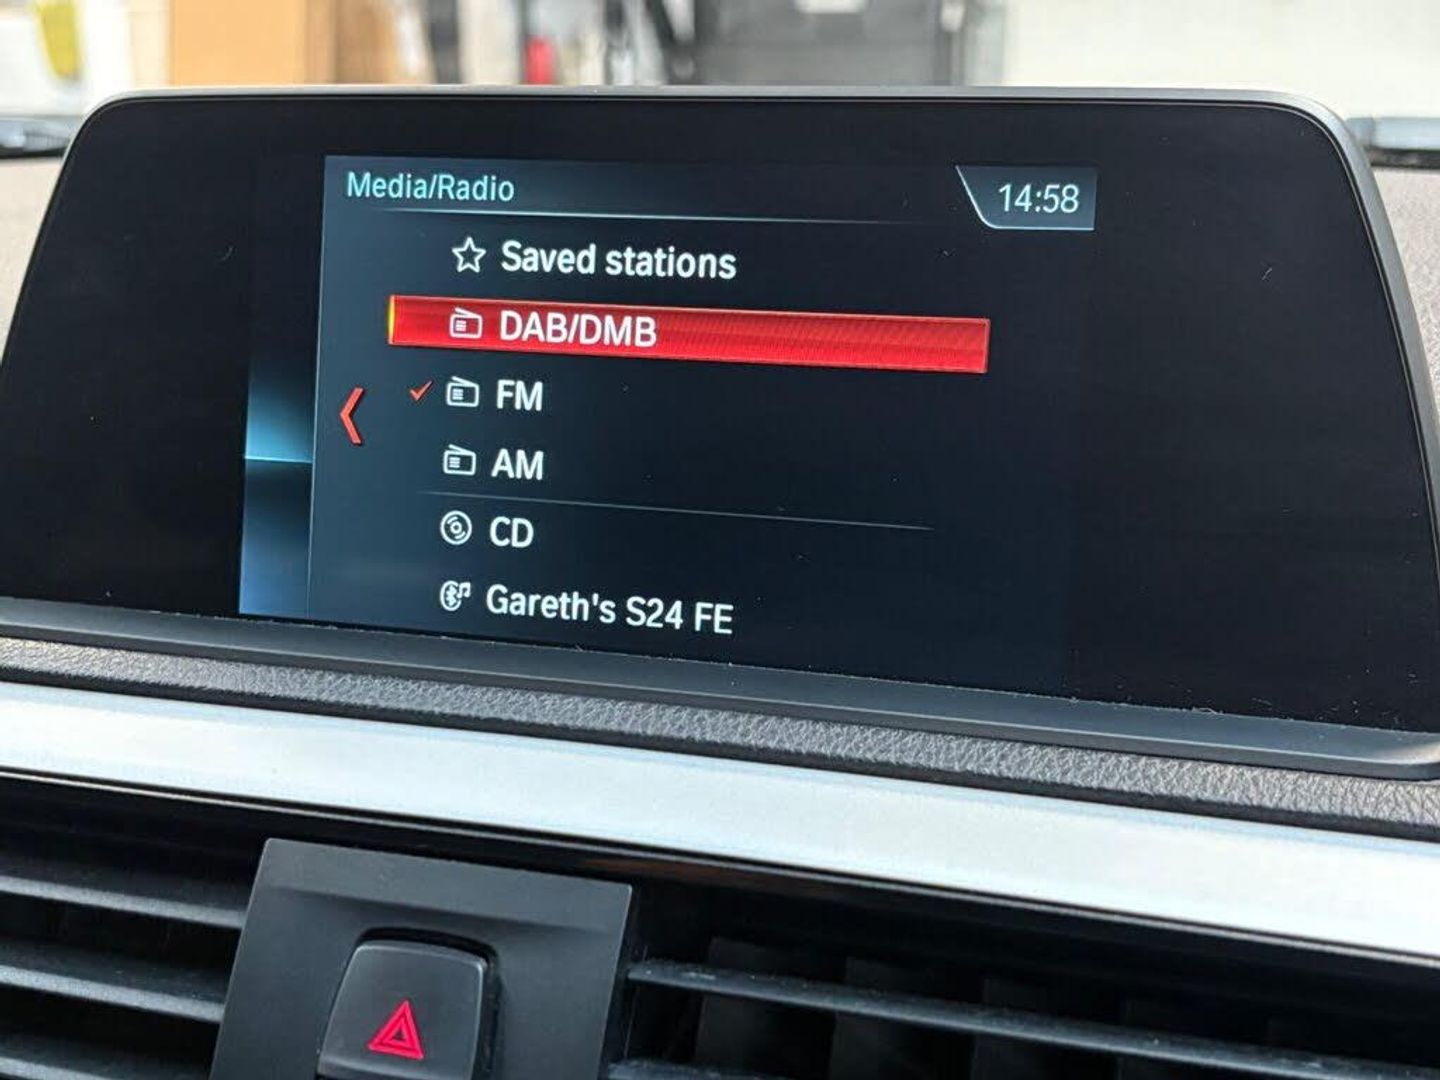 Media/Radio
14:58
Saved stations
DAB/DMB
FM
AM
CD
Gareth's S24 FE